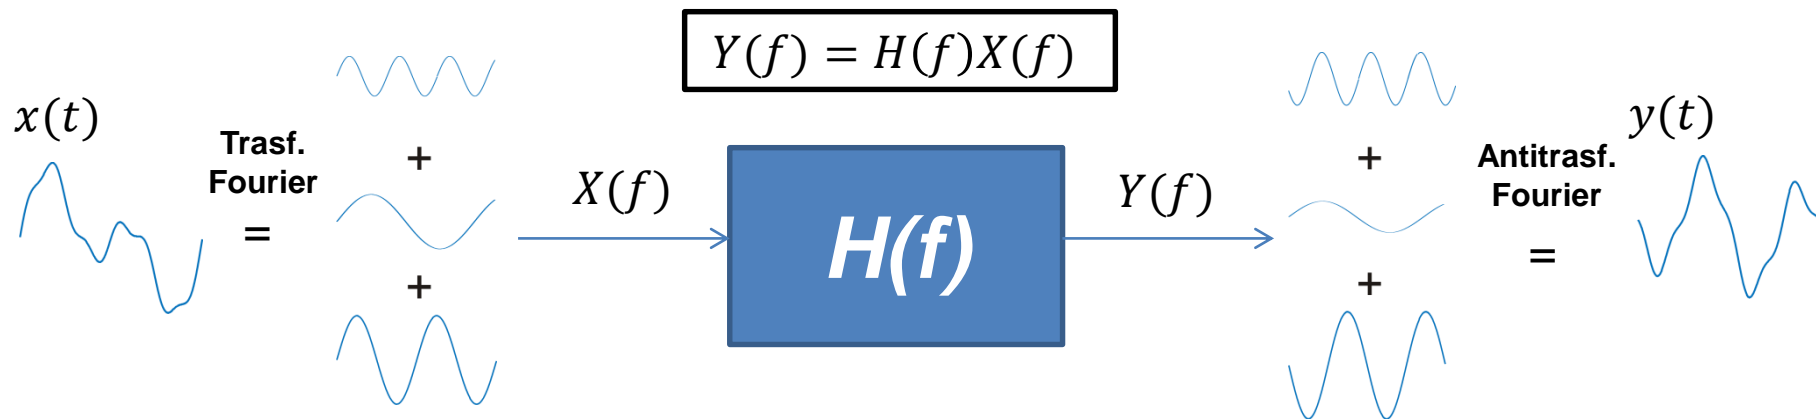 Y(f) = H(f)X(f)
x(t)
Trasf.
Fourier
=
+
+
X(f)
H(f)
Y(f)
+
+
Antitrasf.
Fourier
=
y(t)